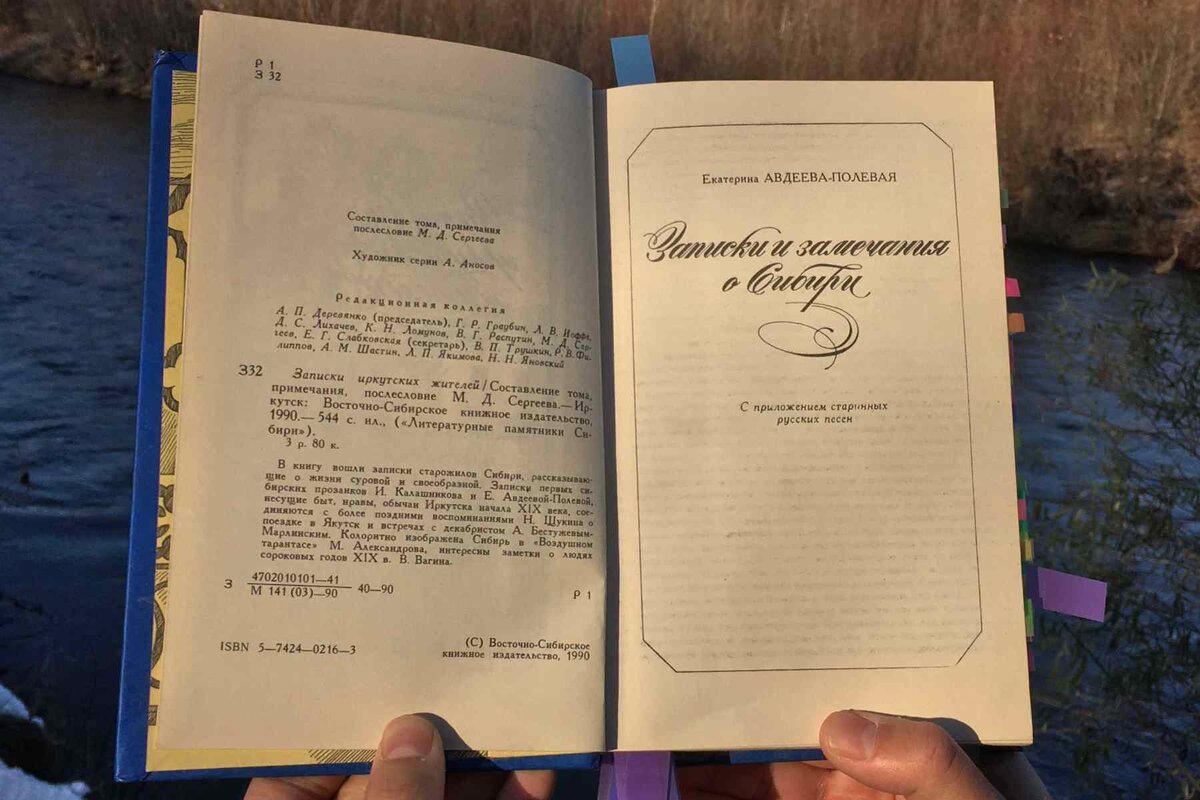 Р 1
З 32
Составление тома, примечания
послесловие М. Д. Сергеева
Художник серии А. Аносов
Редакционная коллегия
А. П. Деревянко (председатель), Г. Р. Граубин, Л. В. Иоффе,
Д. С. Лихачев, К. Н. Ломунов, В. Г. Распутин, М. Д. Сер-
геев, Е. Г. Слабковская (секретарь), В. П. Трушкин, Р. В. Фи-
липпов, А. М. Шастин, Л. П. Якимова, Н. Н. Яновский
З32 Записки иркутских жителей/Составление тома,
примечания, послесловие М. Д. Сергеева.— Ир-
кутск: Восточно-Сибирское книжное издательство,
1990.— 544 с. ил., («Литературные памятники Си-
бири»).
3 р. 80 к.
В книгу вошли записки старожилов Сибири, рассказываю-
щие о жизни суровой и своеобразной. Записки первых си-
бирских прозаиков И. Калашникова и Е. Авдеевой-Полевой,
несущие быт, нравы, обычаи Иркутска начала XIX века, сое-
диняются с более поздними воспоминаниями Н. Щукина о
поездке в Якутск и встречах с декабристом А. Бестужевым-
Марлинским. Колоритно изображена Сибирь в «Воздушном
тарантасе» М. Александрова, интересны заметки о людях
сороковых годов XIX в. В. Вагина.
З 4702010101—41 40—90
М 141 (03)—90
Р 1
ISBN 5—7424—0216—3
(С) Восточно-Сибирское
книжное издательство, 1990
Екатерина АВДЕЕВА-ПОЛЕВАЯ
Записки и замечания
о Сибири
С приложением старинных
русских песен